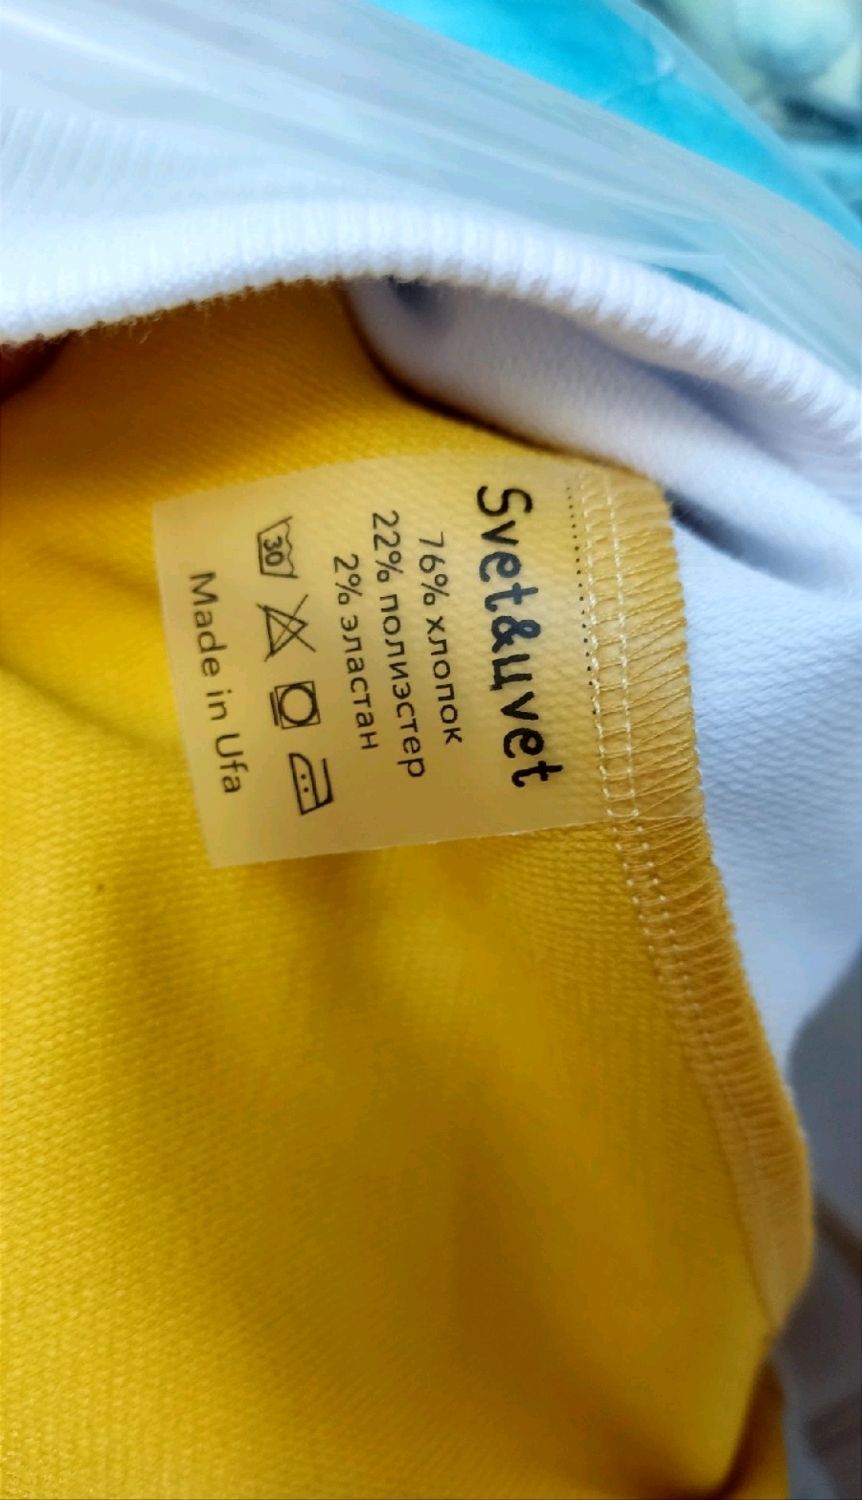 Svet&цvet
76% хлопок
22% полиэстер
2% эластан
30
Made in Ufa